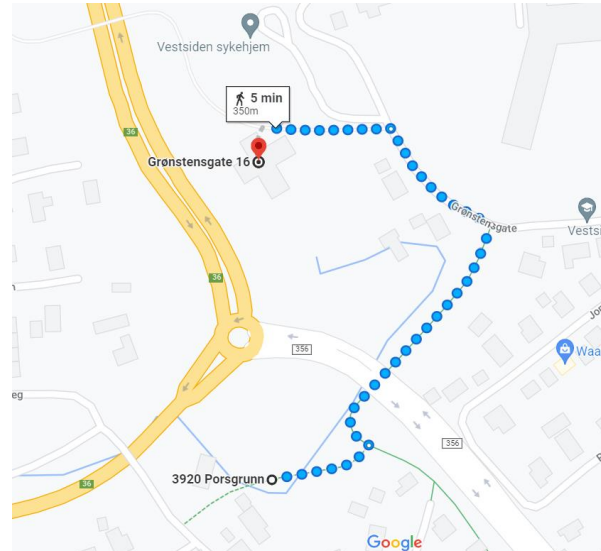 Vestsiden sykehjem
5 min
350m
36
Grønstensgate 16
Grønstensgate
Vestsi
36
356
Jo
Waa
eg
356
3920 Porsgrunn
36
Google